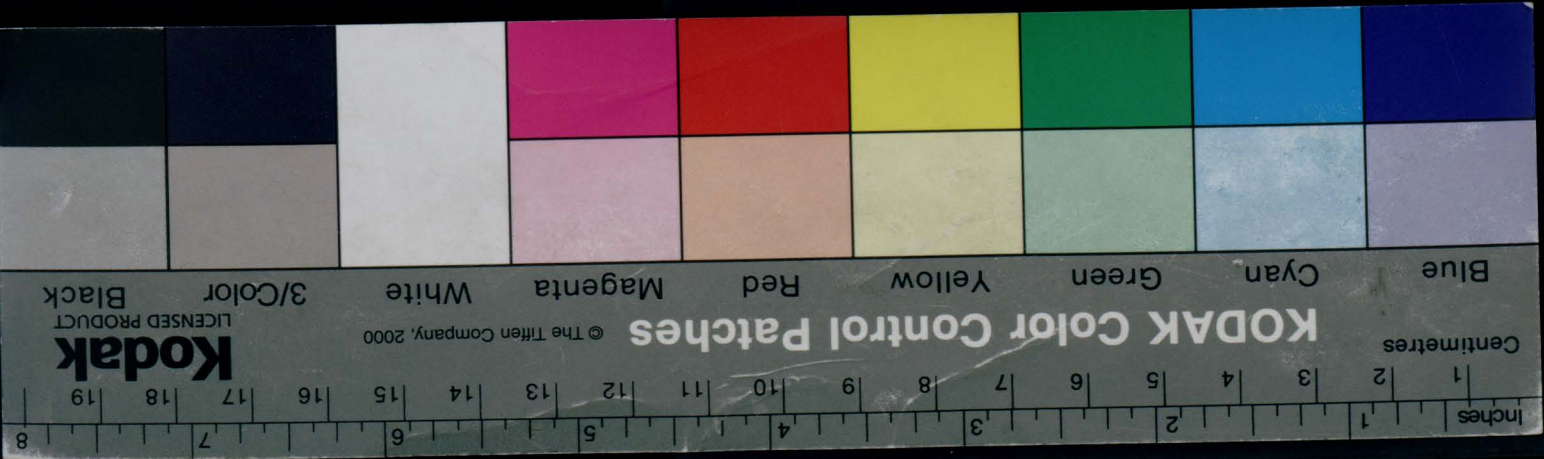 Inches 1 2 3 4 5 6 7 8
Centimetres 1 2 3 4 5 6 7 8 9 10 11 12 13 14 15 16 17 18 19
KODAK Color Control Patches © The Tiffen Company, 2000 Kodak
LICENSED PRODUCT
Blue Cyan Green Yellow Red Magenta White 3/Color Black